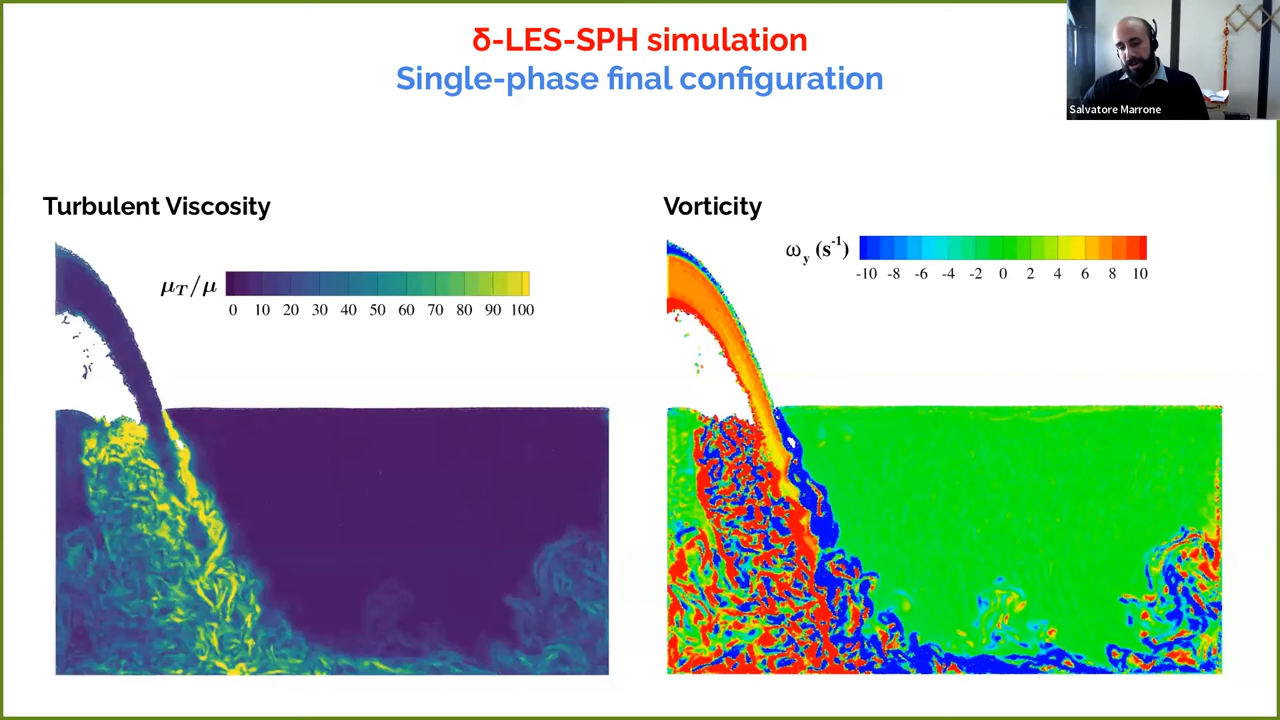 δ-LES-SPH simulation
Single-phase final configuration
Salvatore Marrone
Turbulent Viscosity
μT/μ
0 10 20 30 40 50 60 70 80 90 100
Vorticity
ωy (s-1)
-10 -8 -6 -4 -2 0 2 4 6 8 10